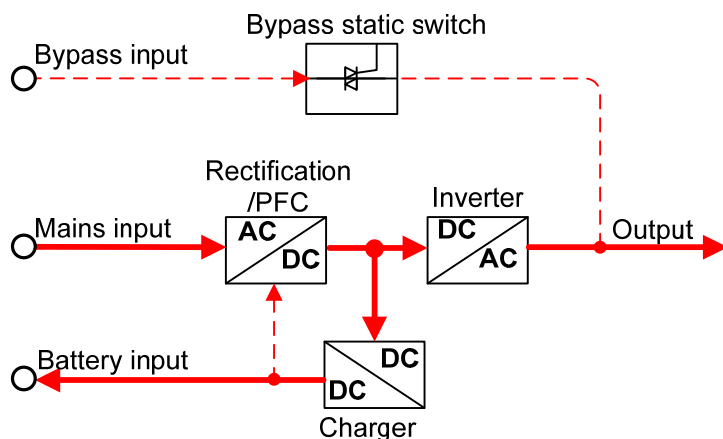 Bypass static switch
Bypass input
Rectification
/PFC
Inverter
Mains input
AC
DC
DC
AC
Output
Battery input
DC
DC
Charger